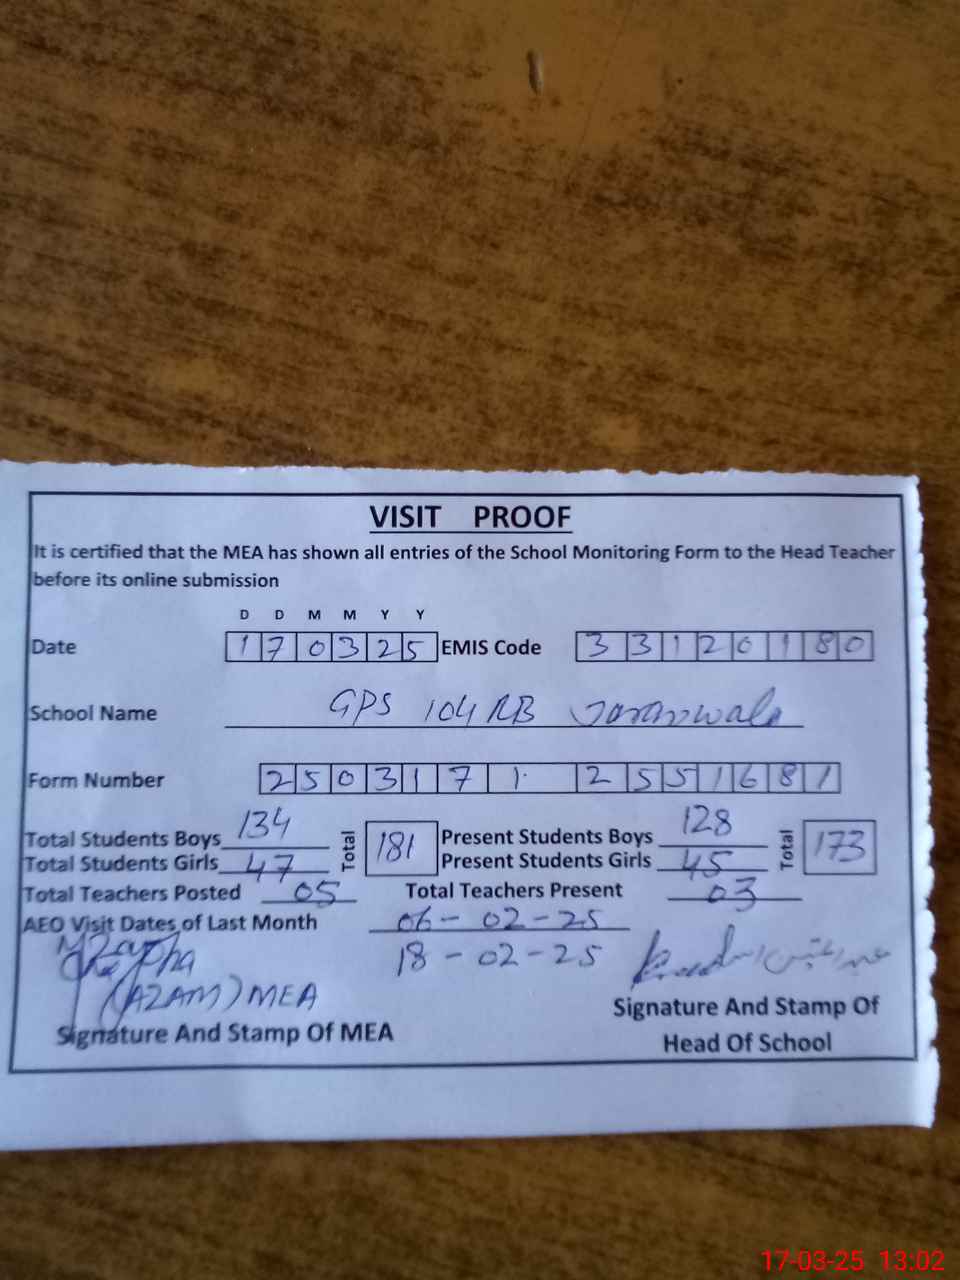 VISIT PROOF
It is certified that the MEA has shown all entries of the School Monitoring Form to the Head Teacher
before its online submission
D D M M Y Y
Date 1 7 0 3 2 5 EMIS Code 3 3 1 2 0 1 8 0
School Name GPS 104 RB
Form Number 2 5 0 3 1 7 1 2 5 5 1 6 8 1
Total Students Boys 134 Total 181 Present Students Boys 128 Total 173
Total Students Girls 47 Present Students Girls 45
Total Teachers Posted 05 Total Teachers Present 03
AEO Visit Dates of Last Month 06-02-25
18-02-25
(AZAM) MEA
Signature And Stamp Of MEA
Signature And Stamp Of
Head Of School
17-03-25 13:02